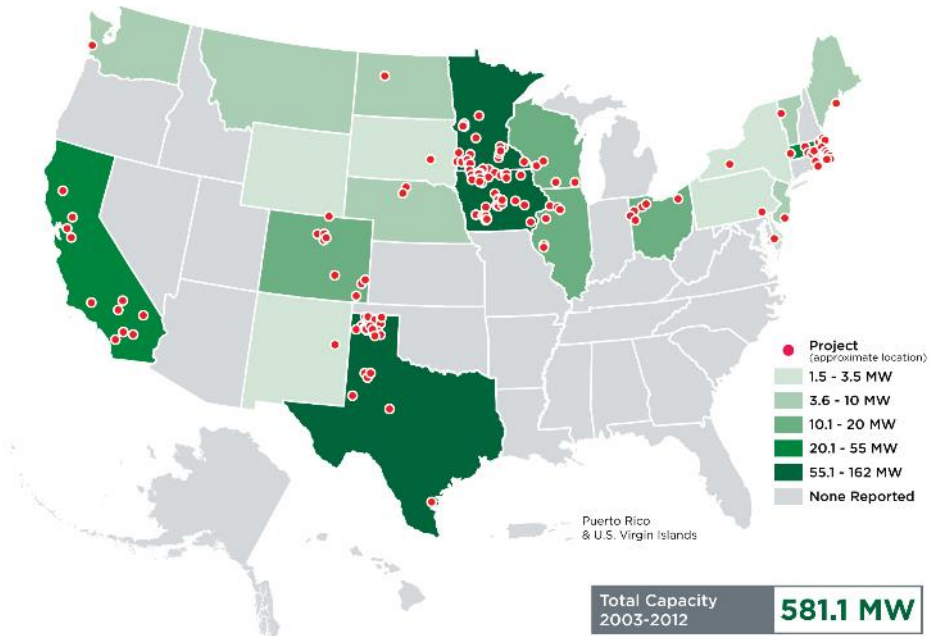 Project
(approximate location)
1.5 - 3.5 MW
3.6 - 10 MW
10.1 - 20 MW
20.1 - 55 MW
55.1 - 162 MW
None Reported
Puerto Rico
& U.S. Virgin Islands
Total Capacity
2003-2012
581.1 MW